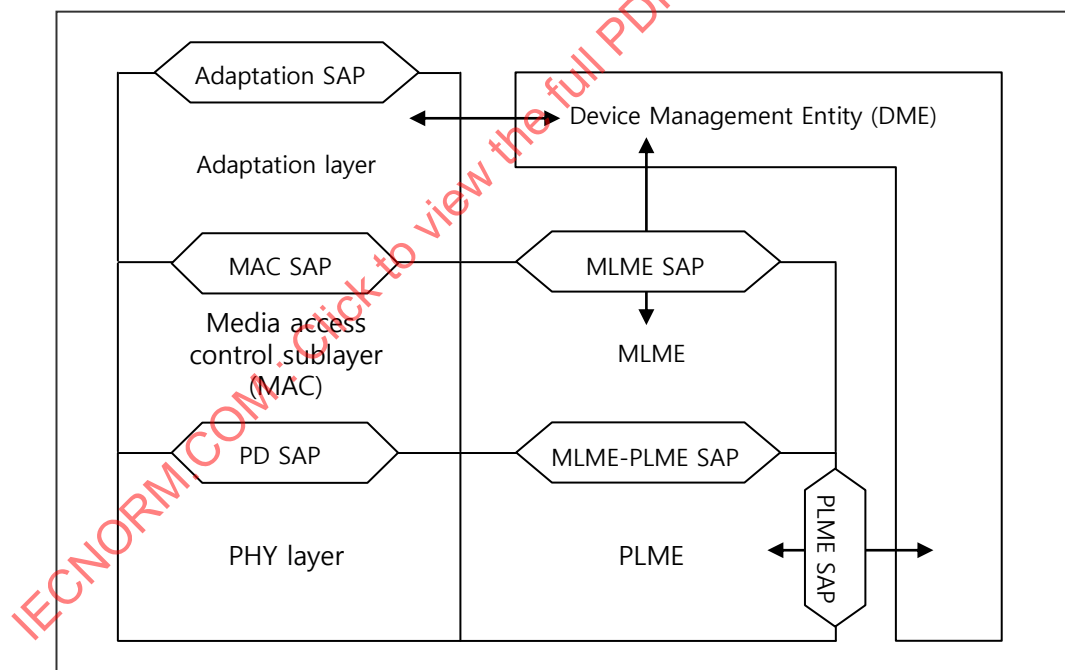 Adaptation SAP
Device Management Entity (DME)
Adaptation layer
MAC SAP
MLME SAP
Media access
control sublayer
(MAC)
MLME
PD SAP
MLME-PLME SAP
PLME SAP
PHY layer
PLME
IECNORM.COM : Click to view the full PDF